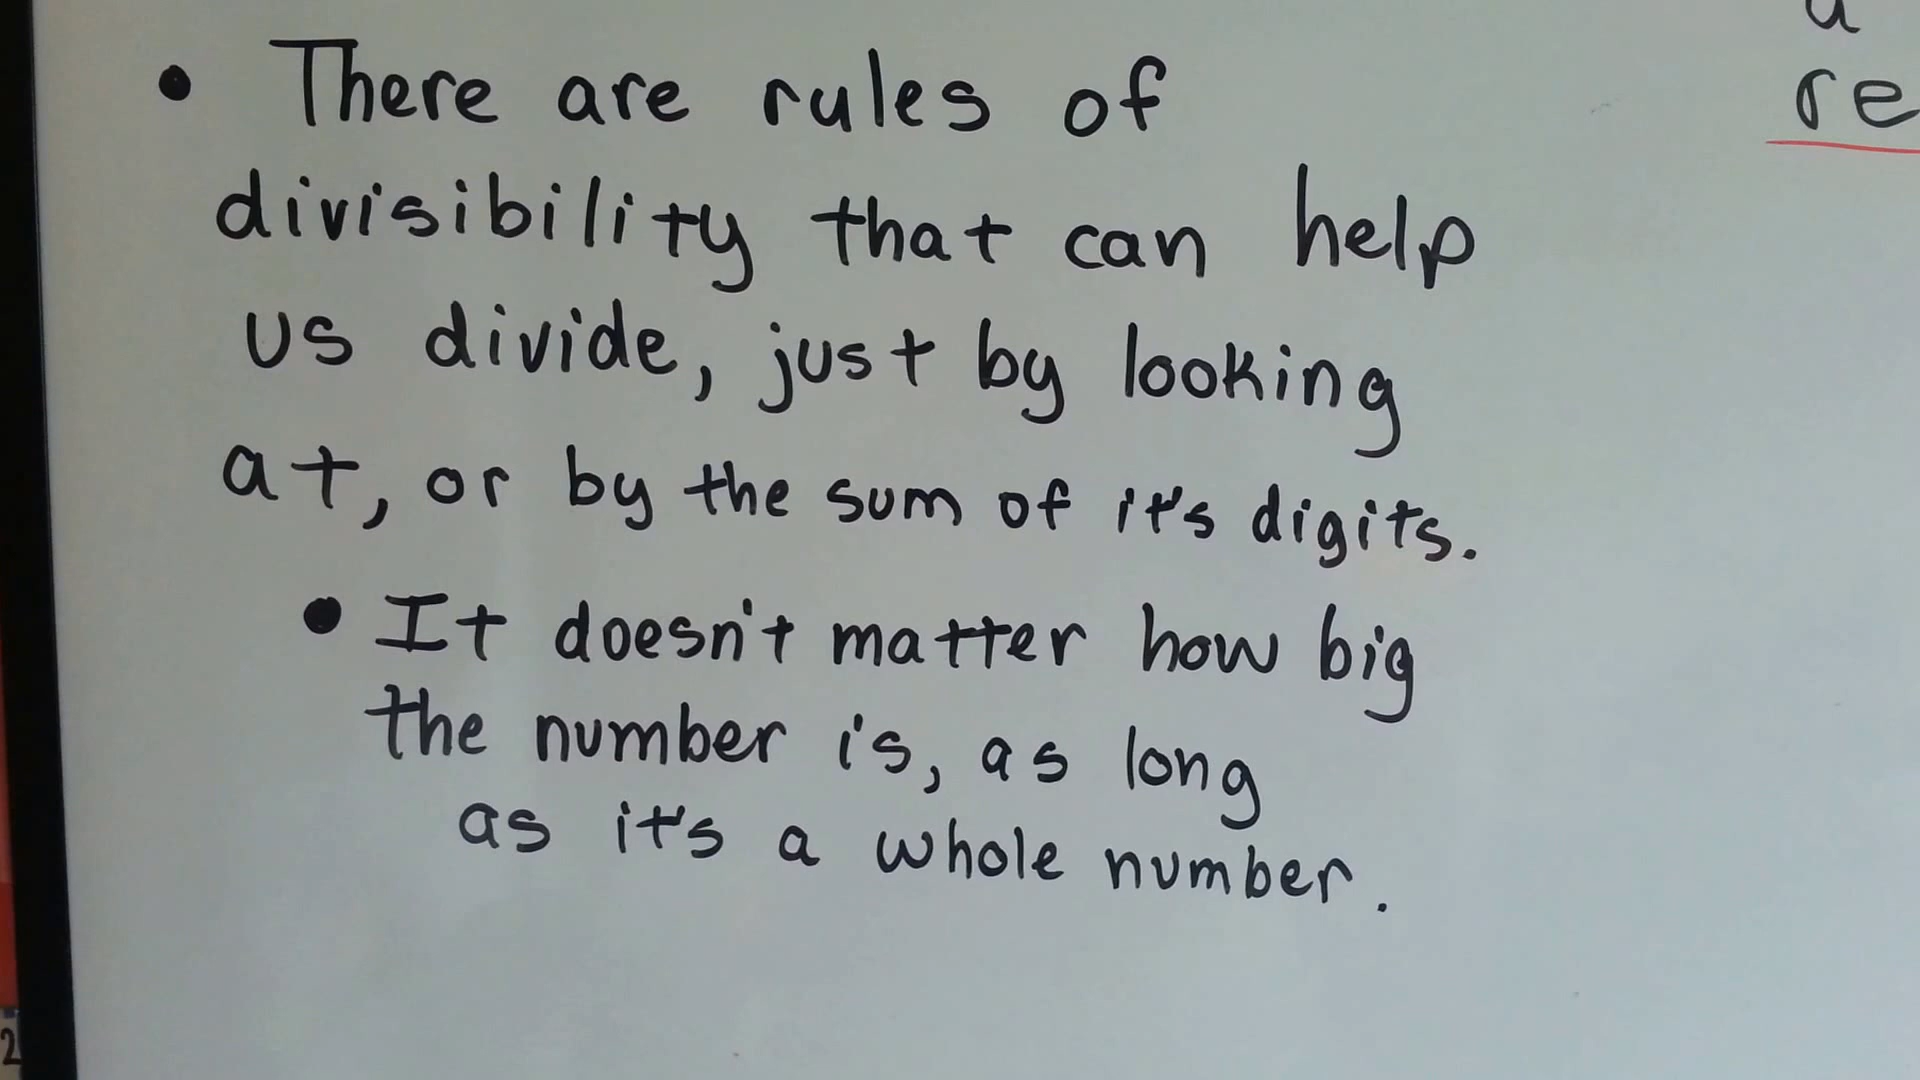 • There are rules of
divisibility that can help
us divide, just by looking
at, or by the sum of it's digits.
• It doesn't matter how big
the number is, as long
as it's a whole number.
re
2